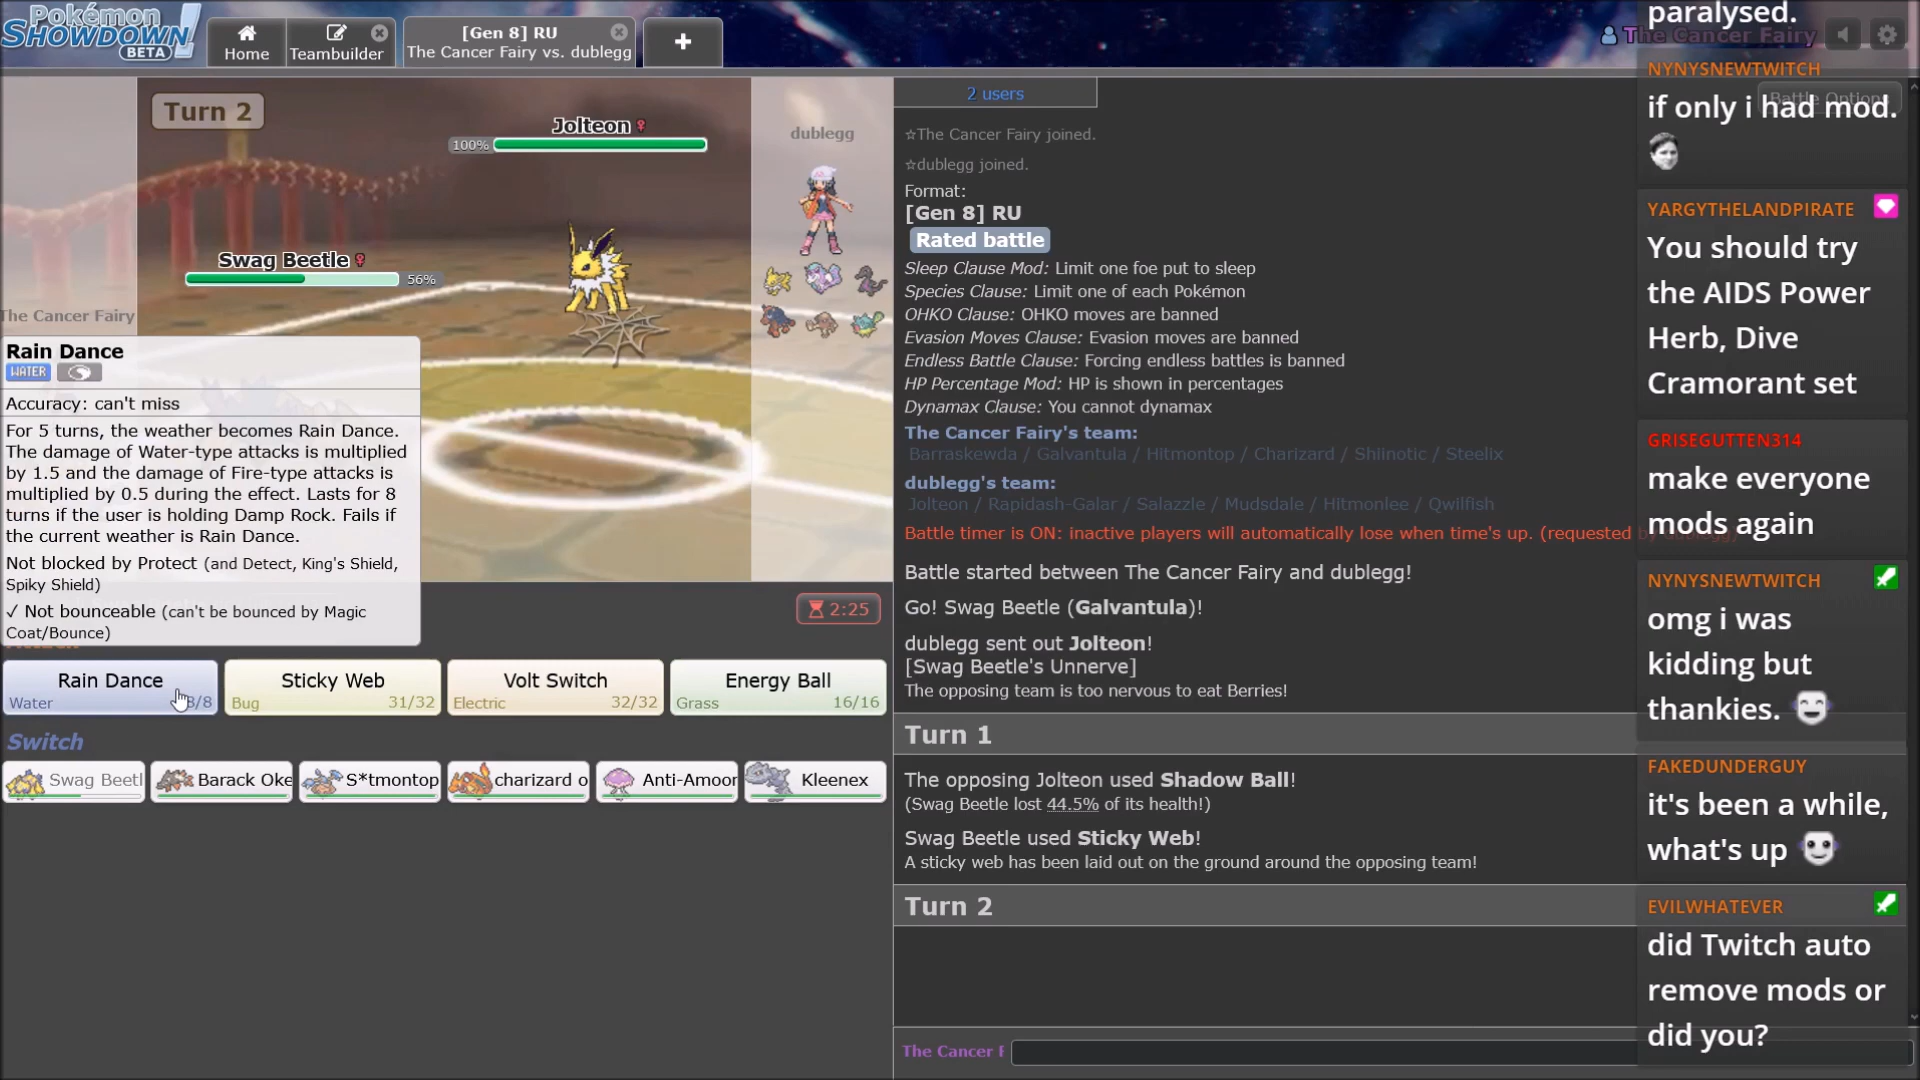 Pokémon
Showdown!
BETA
Home
Teambuilder
[Gen 8] RU
The Cancer Fairy vs. dublegg
The Cancer Fairy
Turn 2
Jolteon
100%
Swag Beetle
56%
dublegg
The Cancer Fairy
Rain Dance
WATER
Accuracy: can't miss
For 5 turns, the weather becomes Rain Dance.
The damage of Water-type attacks is multiplied
by 1.5 and the damage of Fire-type attacks is
multiplied by 0.5 during the effect. Lasts for 8
turns if the user is holding Damp Rock. Fails if
the current weather is Rain Dance.
Not blocked by Protect (and Detect, King's Shield,
Spiky Shield)
✓ Not bounceable (can't be bounced by Magic
Coat/Bounce)
2:25
Rain Dance
Water 8/8
Sticky Web
Bug 31/32
Volt Switch
Electric 32/32
Energy Ball
Grass 16/16
Switch
Swag Beetl
Barack Oke
S*tmontop
charizard o
Anti-Amoor
Kleenex
2 users
Battle Options
☆The Cancer Fairy joined.
☆dublegg joined.
Format:
[Gen 8] RU
Rated battle
Sleep Clause Mod: Limit one foe put to sleep
Species Clause: Limit one of each Pokémon
OHKO Clause: OHKO moves are banned
Evasion Moves Clause: Evasion moves are banned
Endless Battle Clause: Forcing endless battles is banned
HP Percentage Mod: HP is shown in percentages
Dynamax Clause: You cannot dynamax
The Cancer Fairy's team:
Barraskewda / Galvantula / Hitmontop / Charizard / Shiinotic / Steelix
dublegg's team:
Jolteon / Rapidash-Galar / Salazzle / Mudsdale / Hitmonlee / Qwilfish
Battle timer is ON: inactive players will automatically lose when time's up. (requested by dublegg)
Battle started between The Cancer Fairy and dublegg!
Go! Swag Beetle (Galvantula)!
dublegg sent out Jolteon!
[Swag Beetle's Unnerve]
The opposing team is too nervous to eat Berries!
Turn 1
The opposing Jolteon used Shadow Ball!
(Swag Beetle lost 44.5% of its health!)
Swag Beetle used Sticky Web!
A sticky web has been laid out on the ground around the opposing team!
Turn 2
The Cancer F
paralysed.
NYNYSNEWTWITCH
if only i had mod.
YARGYTHELANDPIRATE
You should try
the AIDS Power
Herb, Dive
Cramorant set
GRISEGUTTEN314
make everyone
mods again
NYNYSNEWTWITCH
omg i was
kidding but
thankies.
FAKEDUNDERGUY
it's been a while,
what's up
EVILWHATEVER
did Twitch auto
remove mods or
did you?